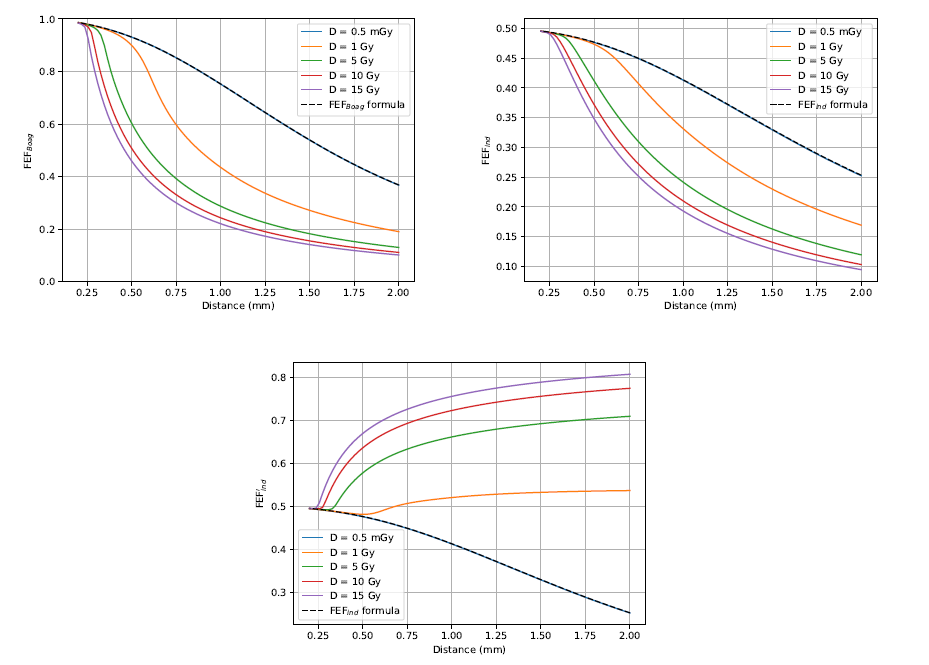 1.0
0.8
0.6
0.4
0.2
0.0
FEF_Boag
0.25 0.50 0.75 1.00 1.25 1.50 1.75 2.00
Distance (mm)
D = 0.5 mGy
D = 1 Gy
D = 5 Gy
D = 10 Gy
D = 15 Gy
FEF_Boag formula
0.50
0.45
0.40
0.35
0.30
0.25
0.20
0.15
0.10
FEF_ind
0.25 0.50 0.75 1.00 1.25 1.50 1.75 2.00
Distance (mm)
D = 0.5 mGy
D = 1 Gy
D = 5 Gy
D = 10 Gy
D = 15 Gy
FEF_ind formula
0.8
0.7
0.6
0.5
0.4
0.3
FEF'_ind
0.25 0.50 0.75 1.00 1.25 1.50 1.75 2.00
Distance (mm)
D = 0.5 mGy
D = 1 Gy
D = 5 Gy
D = 10 Gy
D = 15 Gy
FEF_ind formula